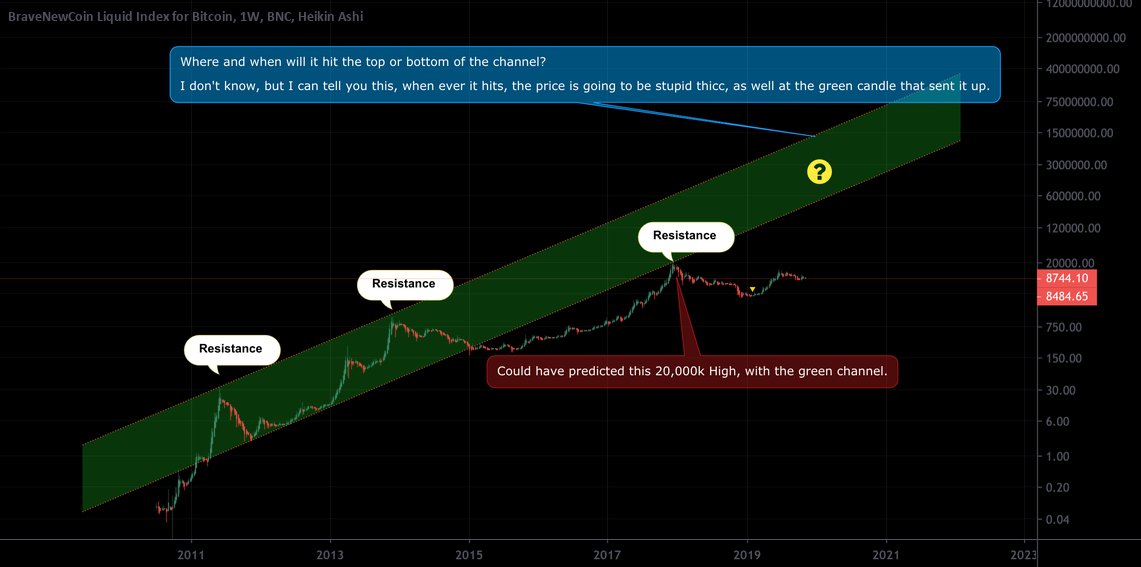 BraveNewCoin Liquid Index for Bitcoin, 1W, BNC, Heikin Ashi
12000000000.00
2000000000.00
Where and when will it hit the top or bottom of the channel?
400000000.00
I don't know, but I can tell you this, when ever it hits, the price is going to be stupid thicc, as well at the green candle that sent it up.
75000000.00
15000000.00
3000000.00
?
600000.00
120000.00
Resistance
20000.00
8744.10
Resistance
8484.65
750.00
Resistance
150.00
Could have predicted this 20,000k High, with the green channel.
30.00
6.00
1.00
0.20
0.04
2011 2013 2015 2017 2019 2021 2023